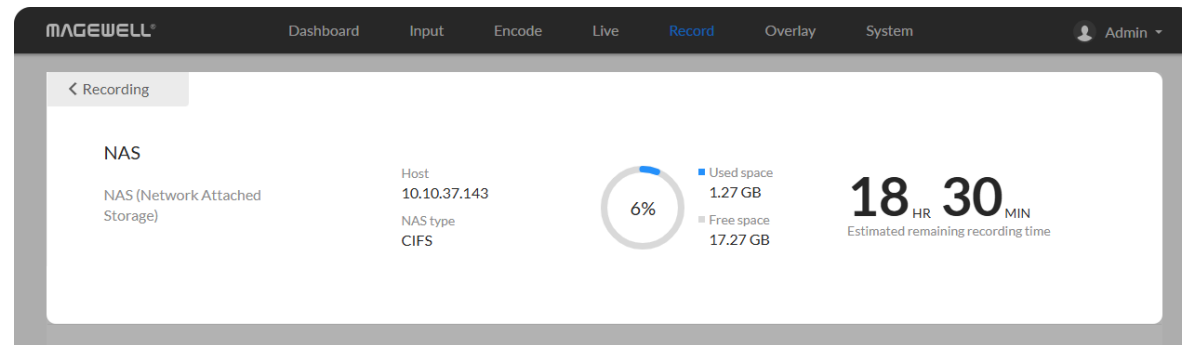 MAGEWELL®
Dashboard Input Encode Live Record Overlay System Admin
Recording
NAS
NAS (Network Attached
Storage)
Host
10.10.37.143
NAS type
CIFS
6%
Used space
1.27 GB
Free space
17.27 GB
18 HR 30 MIN
Estimated remaining recording time